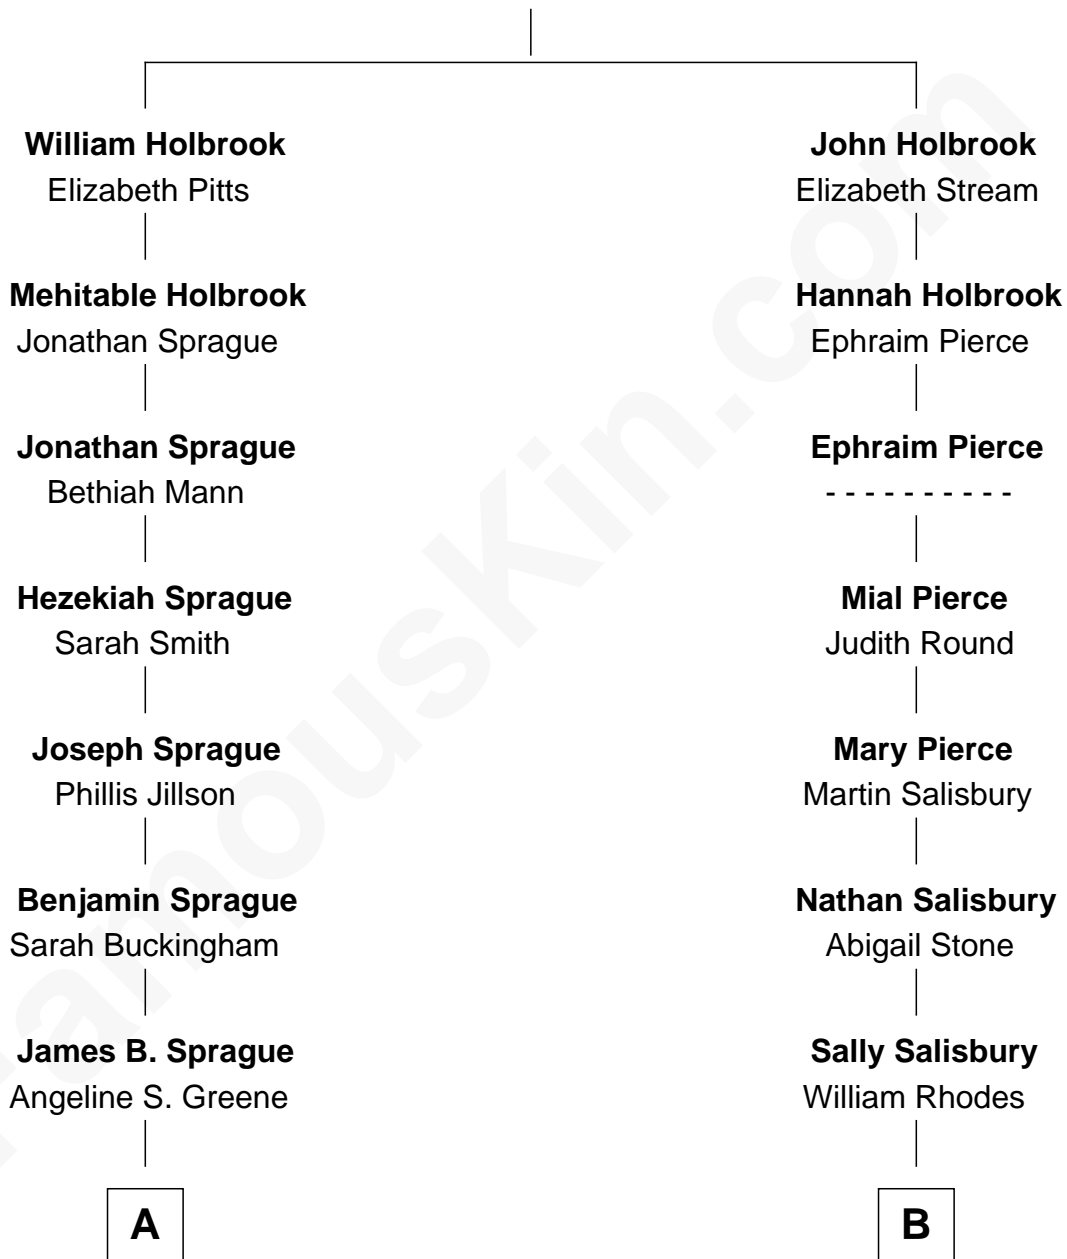 William Holbrook
Elizabeth Pitts
Mehitable Holbrook
Jonathan Sprague
Jonathan Sprague
Bethiah Mann
Hezekiah Sprague
Sarah Smith
Joseph Sprague
Phillis Jillson
Benjamin Sprague
Sarah Buckingham
James B. Sprague
Angeline S. Greene
A
John Holbrook
Elizabeth Stream
Hannah Holbrook
Ephraim Pierce
Ephraim Pierce
- - - - - - - - - -
Mial Pierce
Judith Round
Mary Pierce
Martin Salisbury
Nathan Salisbury
Abigail Stone
Sally Salisbury
William Rhodes
B
FamousKin.com